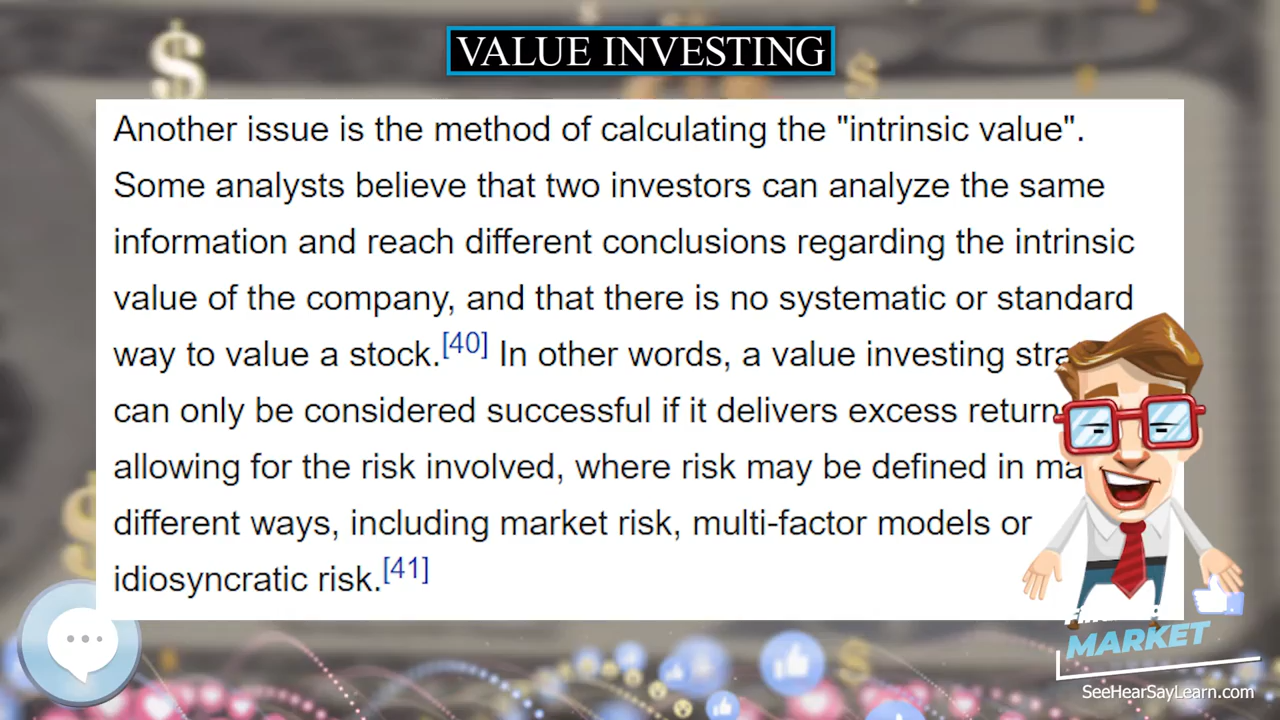 VALUE INVESTING
Another issue is the method of calculating the "intrinsic value".
Some analysts believe that two investors can analyze the same
information and reach different conclusions regarding the intrinsic
value of the company, and that there is no systematic or standard
way to value a stock.[40] In other words, a value investing
can only be considered successful if it delivers excess
allowing for the risk involved, where risk may be defined in
different ways, including market risk, multi-factor models or
idiosyncratic risk.[41]
MARKET
SeeHearSayLearn.com